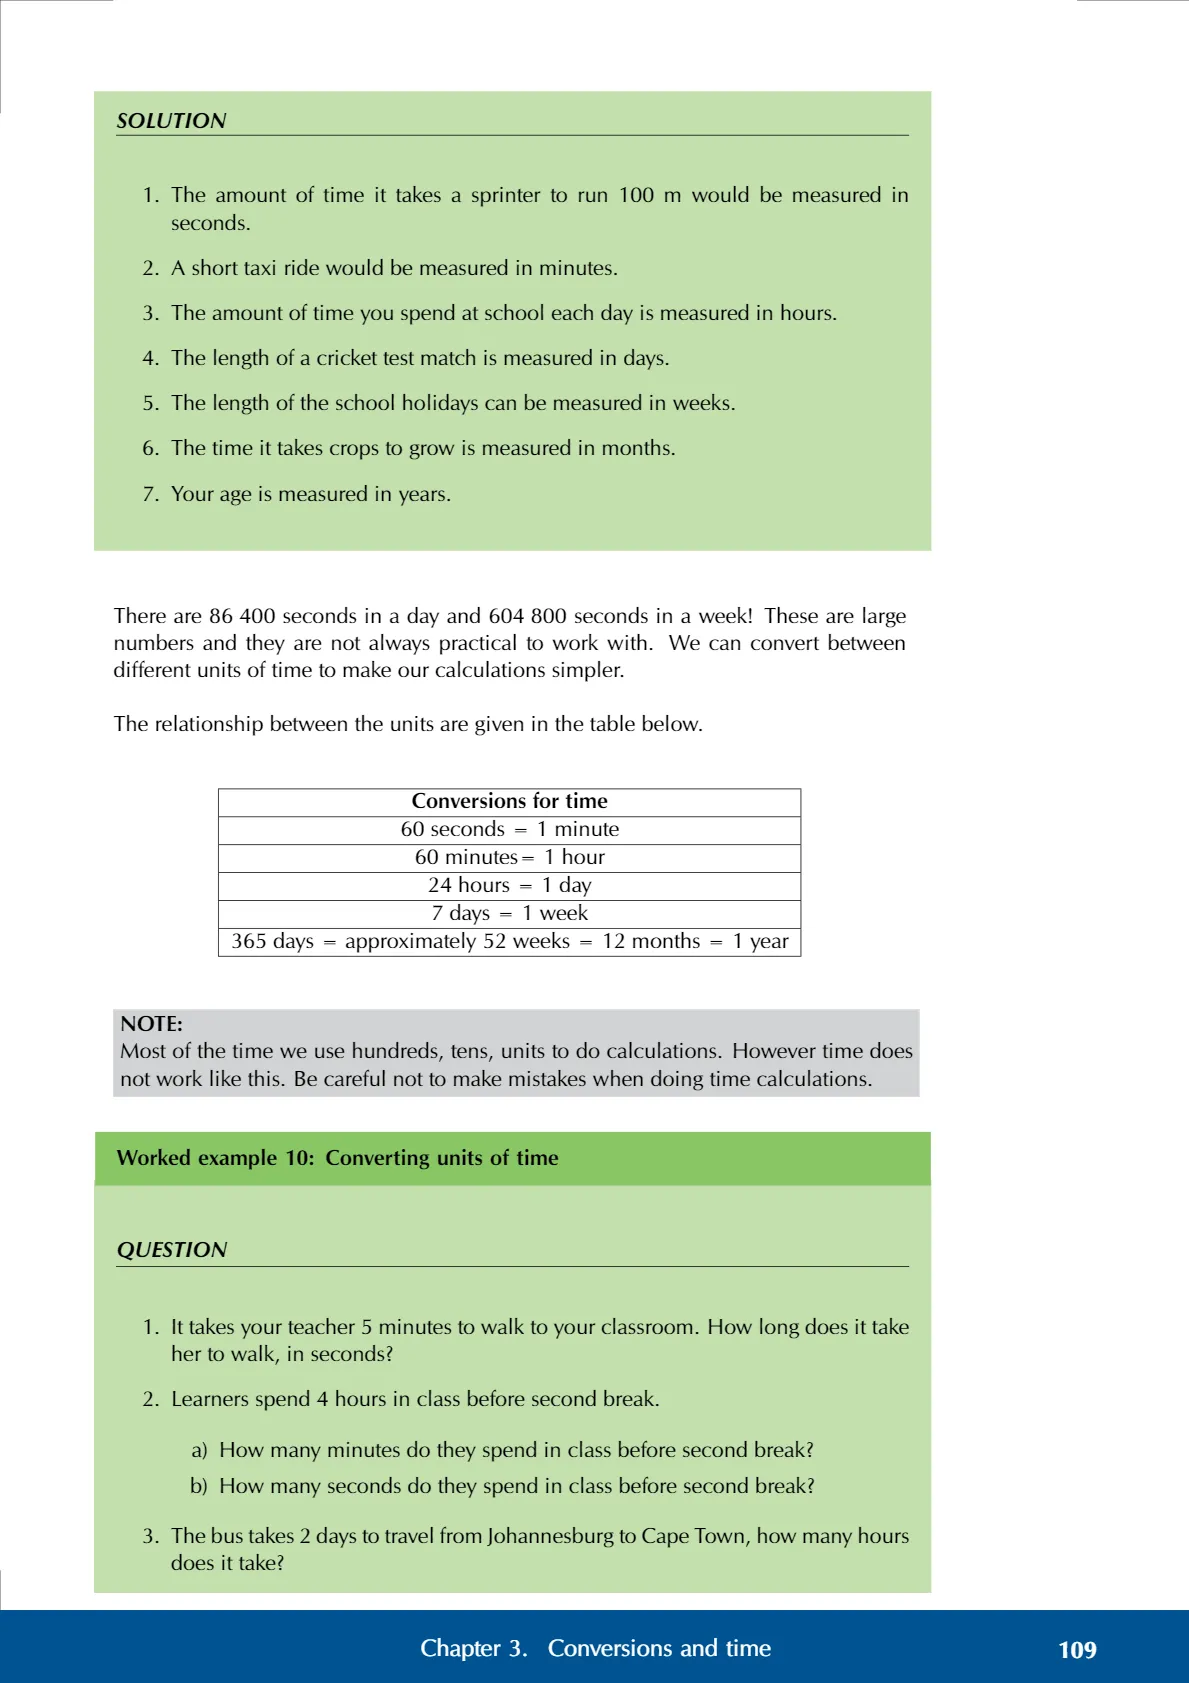 SOLUTION
1. The amount of time it takes a sprinter to run 100 m would be measured in
seconds.
2. A short taxi ride would be measured in minutes.
3. The amount of time you spend at school each day is measured in hours.
4. The length of a cricket test match is measured in days.
5. The length of the school holidays can be measured in weeks.
6. The time it takes crops to grow is measured in months.
7. Your age is measured in years.
There are 86 400 seconds in a day and 604 800 seconds in a week! These are large
numbers and they are not always practical to work with. We can convert between
different units of time to make our calculations simpler.
The relationship between the units are given in the table below.
Conversions for time
60 seconds = 1 minute
60 minutes= 1 hour
24 hours = 1 day
7 days = 1 week
365 days = approximately 52 weeks = 12 months = 1 year
NOTE:
Most of the time we use hundreds, tens, units to do calculations. However time does
not work like this. Be careful not to make mistakes when doing time calculations.
Worked example 10: Converting units of time
QUESTION
1. It takes your teacher 5 minutes to walk to your classroom. How long does it take
her to walk, in seconds?
2. Learners spend 4 hours in class before second break.
a) How many minutes do they spend in class before second break?
b) How many seconds do they spend in class before second break?
3. The bus takes 2 days to travel from Johannesburg to Cape Town, how many hours
does it take?
Chapter 3. Conversions and time 109